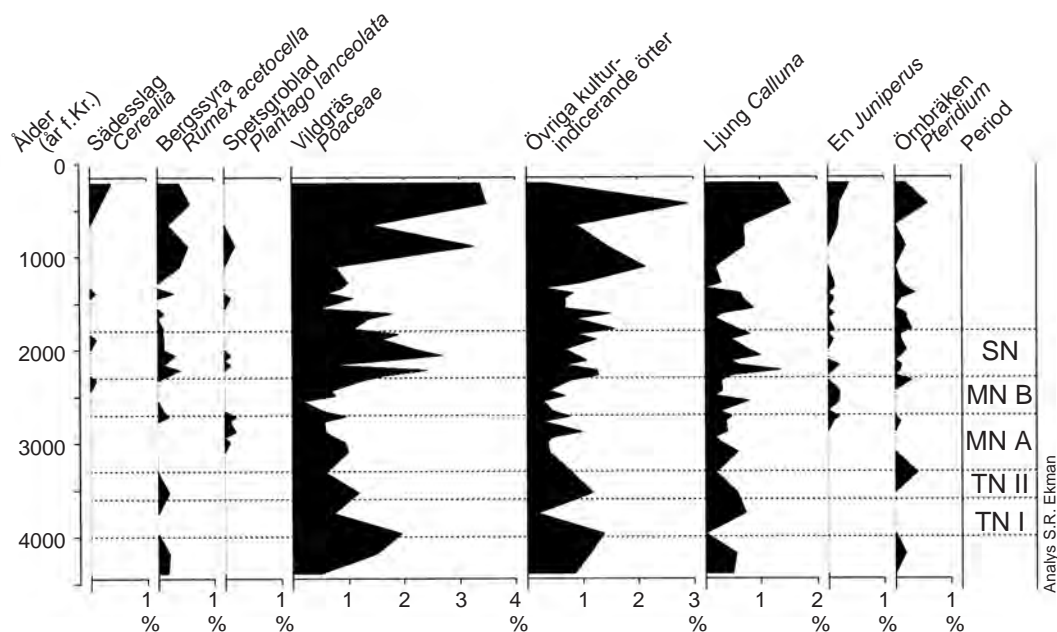 Ålder
(år f.Kr.)
Sädesslag
Cerealia
Bergssyra
Rumex acetocella
Spetsgroblad
Plantago lanceolata
Vildgräs
Poaceae
Övriga kultur-
indicerande örter
Ljung Calluna
En Juniperus
Örnbräken
Pteridium
Period
0
1000
2000
3000
4000
SN
MN B
MN A
TN II
TN I
1 1 1 1 2 3 4 1 2 3 1 2 1 1
% % % % % % % %
Analys S.R. Ekman